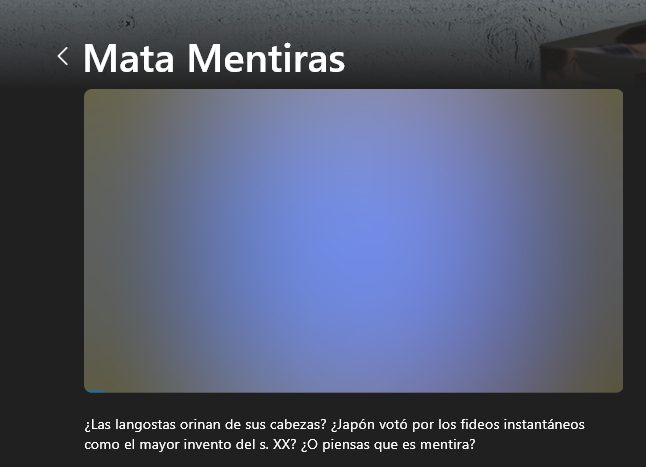 Mata Mentiras
¿Las langostas orinan de sus cabezas? ¿Japón votó por los fideos instantáneos
como el mayor invento del s. XX? ¿O piensas que es mentira?